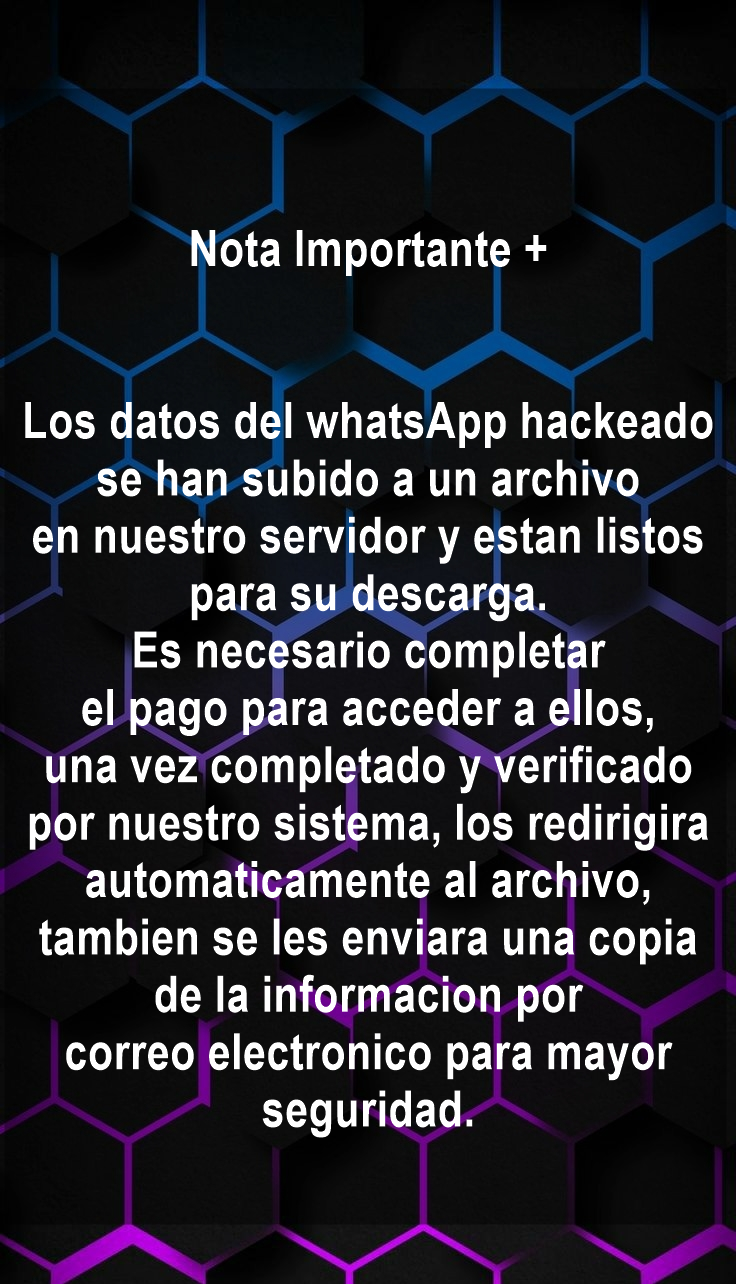 Nota Importante +
Los datos del whatsApp hackeado
se han subido a un archivo
en nuestro servidor y estan listos
para su descarga.
Es necesario completar
el pago para acceder a ellos,
una vez completado y verificado
por nuestro sistema, los redirigira
automaticamente al archivo,
tambien se les enviara una copia
de la informacion por
correo electronico para mayor
seguridad.